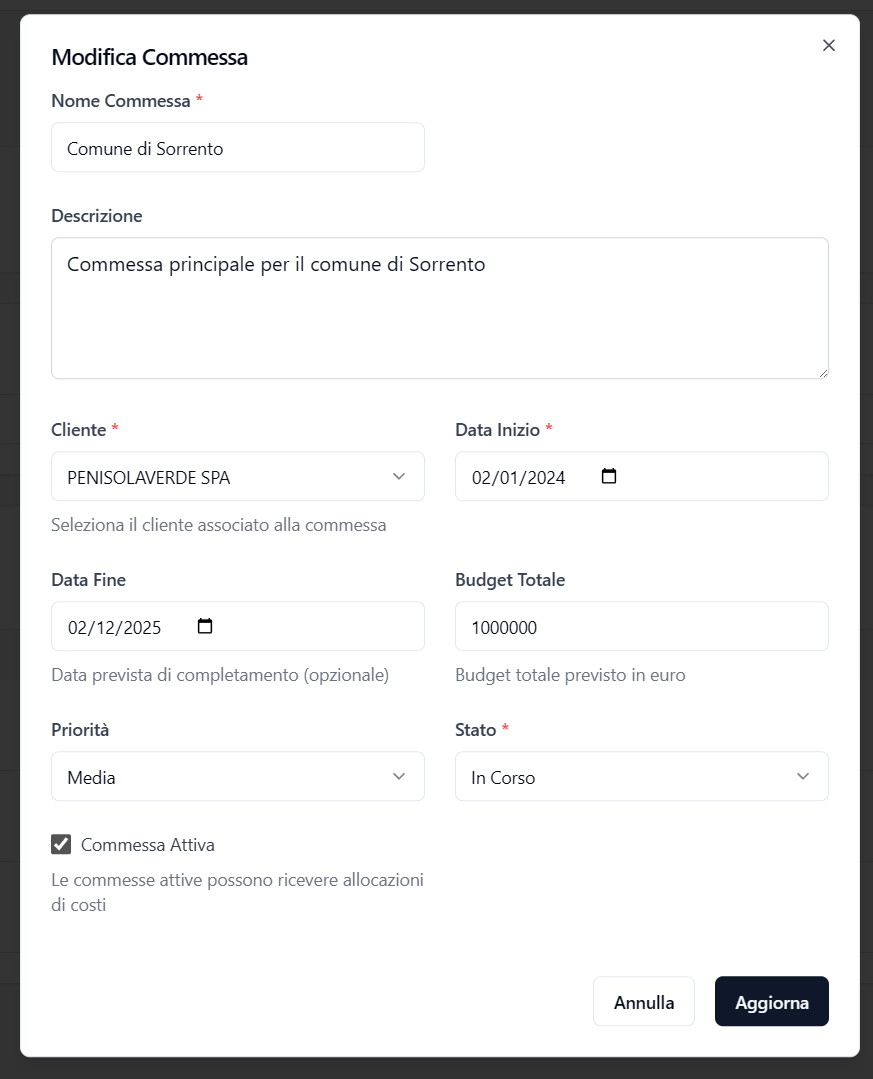 Modifica Commessa
Nome Commessa *
Comune di Sorrento
Descrizione
Commessa principale per il comune di Sorrento
Cliente *
Data Inizio *
PENISOLAVERDE SPA
02/01/2024
Seleziona il cliente associato alla commessa
Data Fine
Budget Totale
02/12/2025
1000000
Data prevista di completamento (opzionale)
Budget totale previsto in euro
Priorità
Stato *
Media
In Corso
Commessa Attiva
Le commesse attive possono ricevere allocazioni
di costi
Annulla
Aggiorna